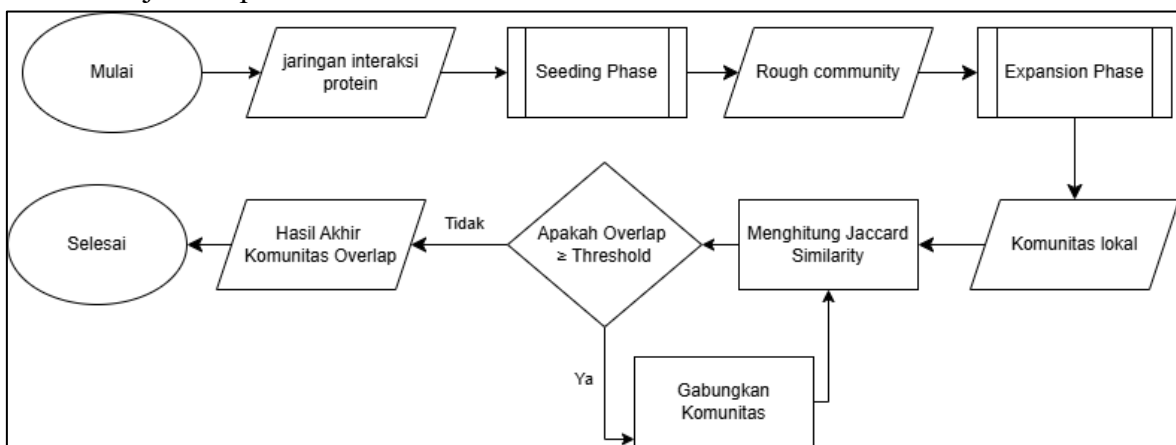 Mulai
jaringan interaksi
protein
Seeding Phase
Rough community
Expansion Phase
Komunitas lokal
Menghitung Jaccard
Similarity
Apakah Overlap
≥ Threshold
Tidak
Hasil Akhir
Komunitas Overlap
Selesai
Ya
Gabungkan
Komunitas